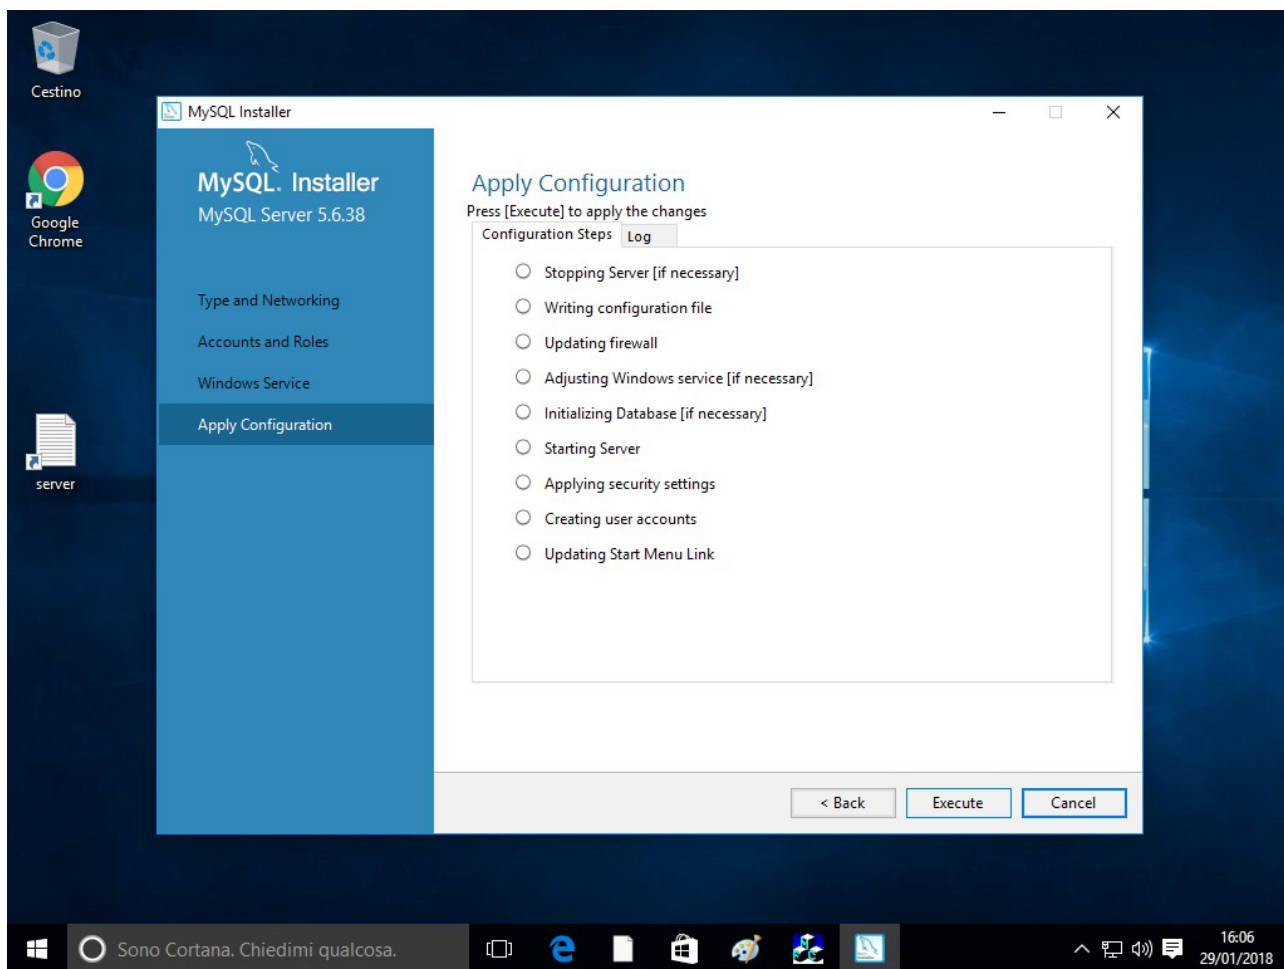 Cestino
Google
Chrome
server
MySQL Installer
MySQL. Installer
MySQL Server 5.6.38
Type and Networking
Accounts and Roles
Windows Service
Apply Configuration
Apply Configuration
Press [Execute] to apply the changes
Configuration Steps Log
Stopping Server [if necessary]
Writing configuration file
Updating firewall
Adjusting Windows service [if necessary]
Initializing Database [if necessary]
Starting Server
Applying security settings
Creating user accounts
Updating Start Menu Link
< Back Execute Cancel
Sono Cortana. Chiedimi qualcosa.
16:06
29/01/2018